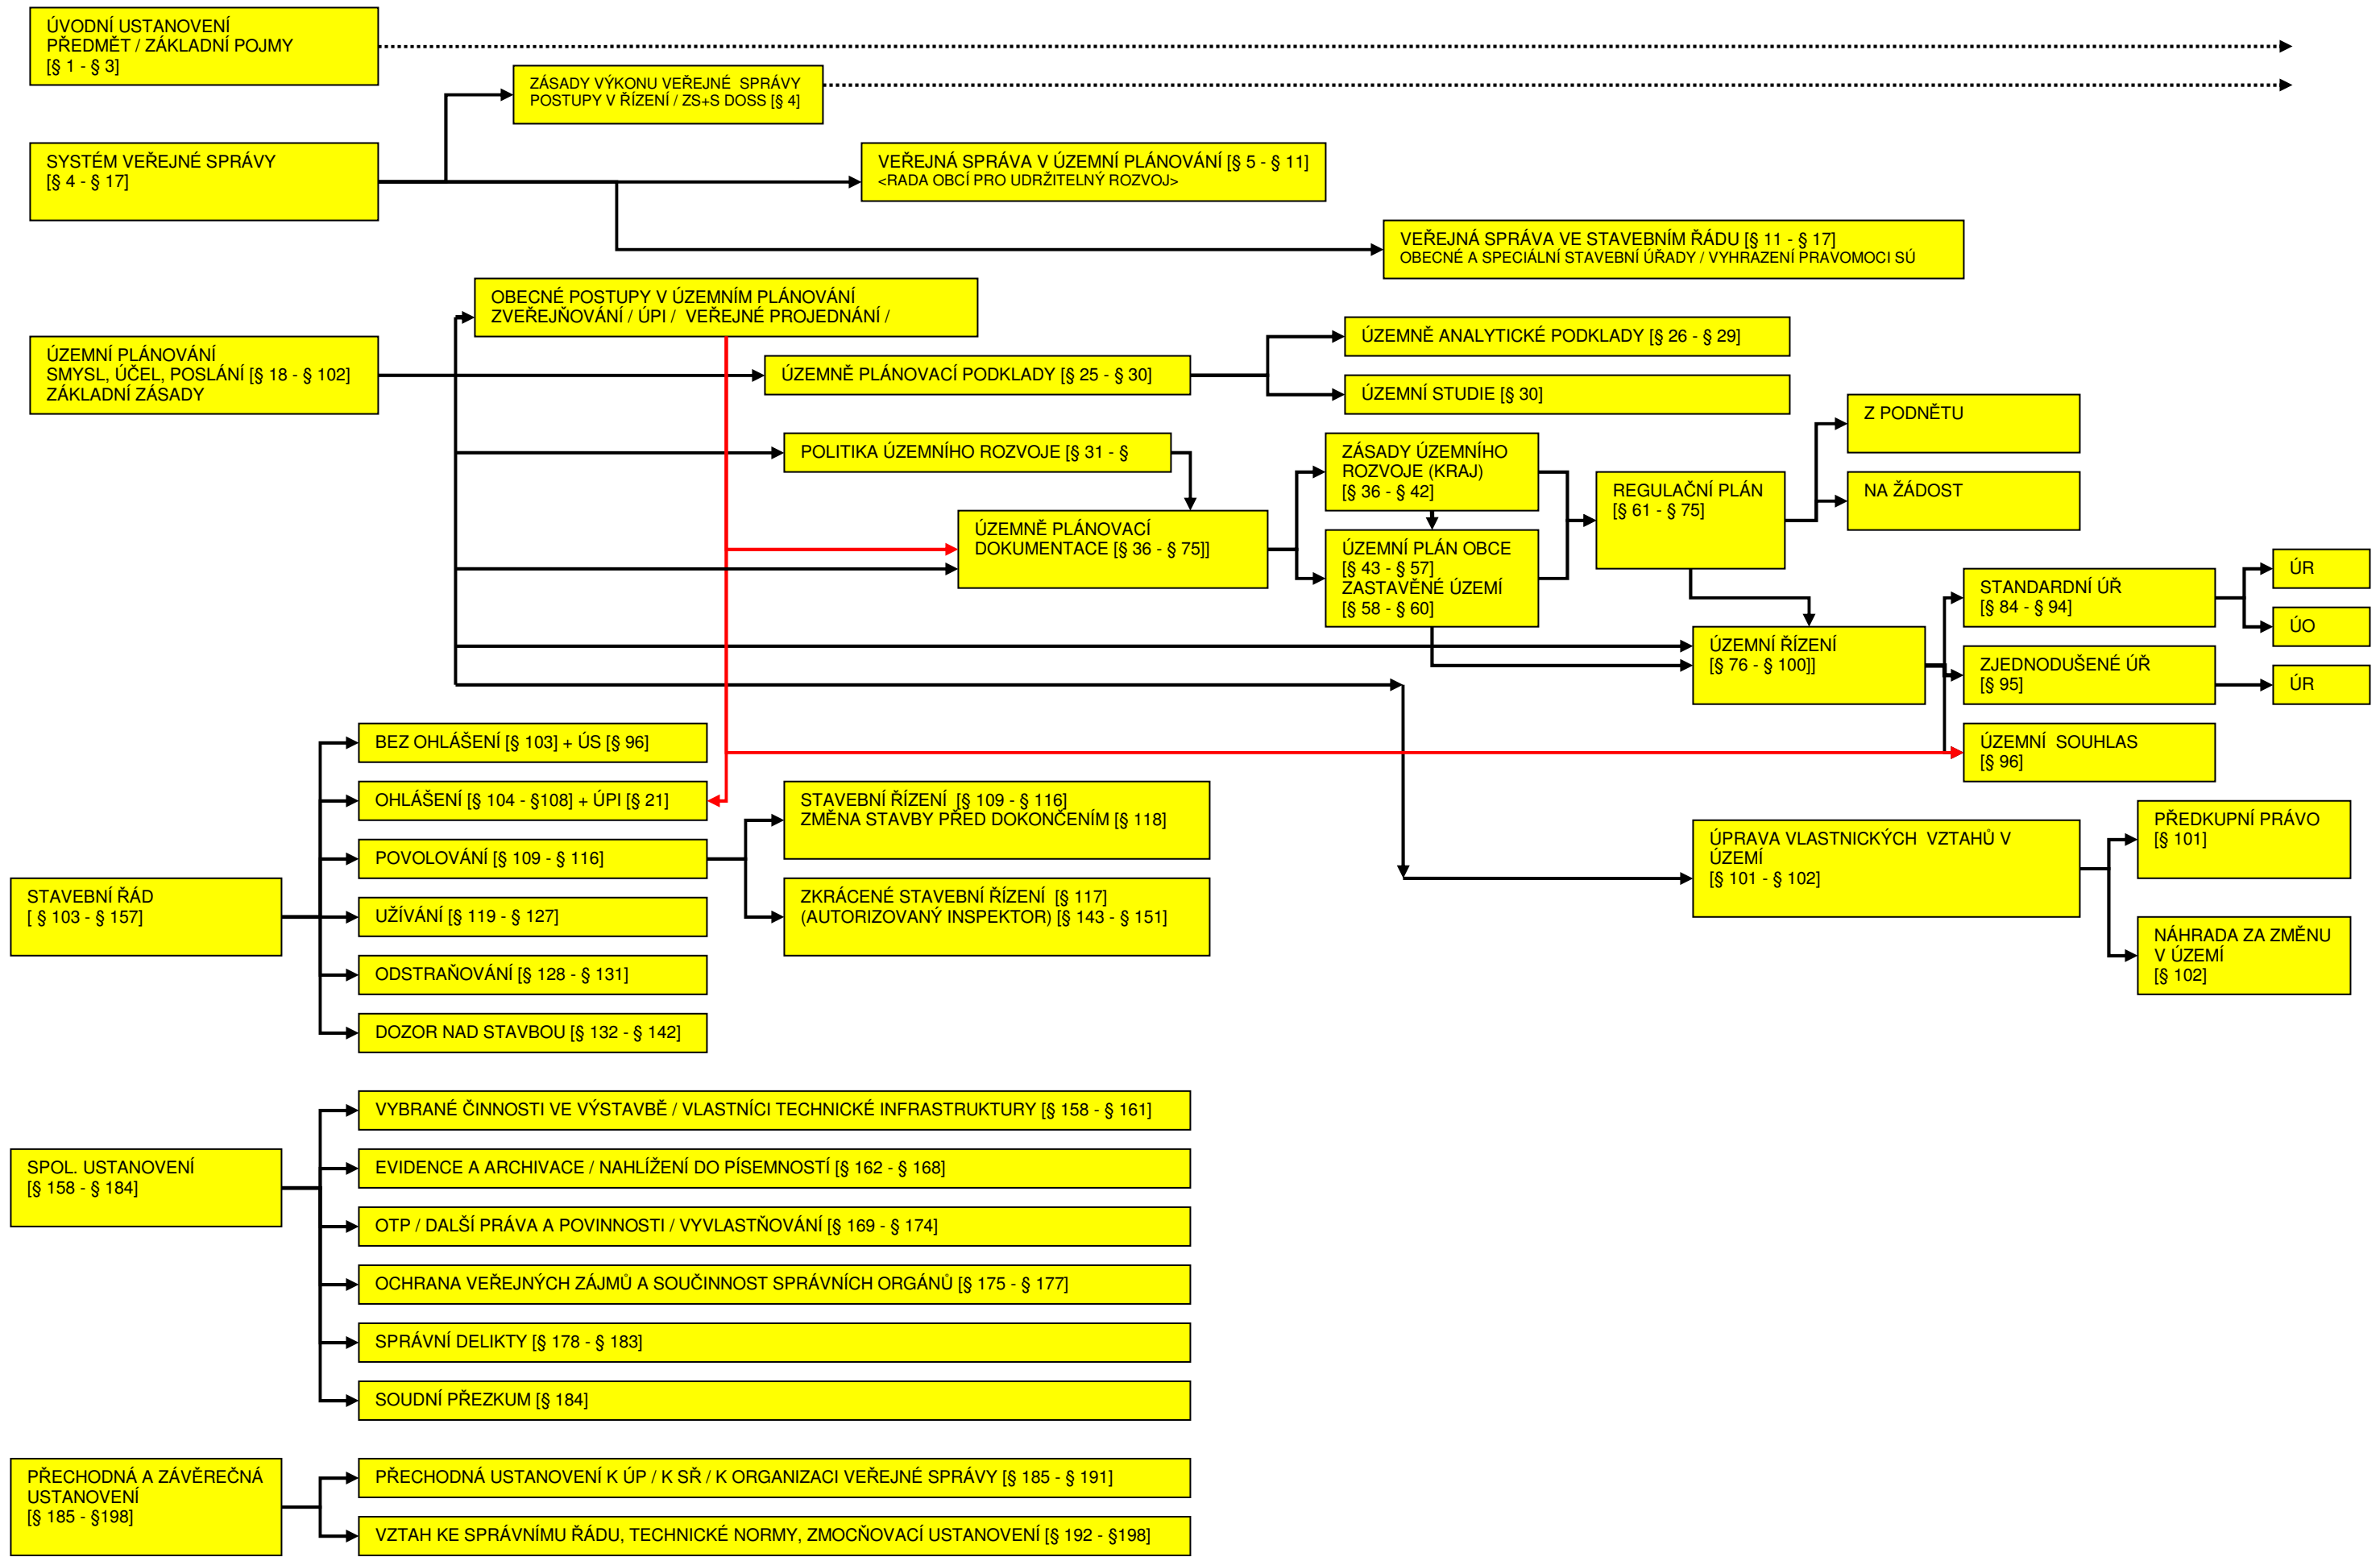 ÚVODNÍ USTANOVENÍ
PŘEDMĚT / ZÁKLADNÍ POJMY
[§ 1 - § 3]
ZÁSADY VÝKONU VEŘEJNÉ  SPRÁVY
POSTUPY V ŘÍZENÍ / ZS+S DOSS [§ 4]
SYSTÉM VEŘEJNÉ SPRÁVY
[§ 4 - § 17]
VEŘEJNÁ SPRÁVA V ÚZEMNÍ PLÁNOVÁNÍ [§ 5 - § 11]
<RADA OBCÍ PRO UDRŽITELNÝ ROZVOJ>
VEŘEJNÁ SPRÁVA VE STAVEBNÍM ŘÁDU [§ 11 - § 17]
OBECNÉ A SPECIÁLNÍ STAVEBNÍ ÚŘADY / VYHRAZENÍ PRAVOMOCI SÚ
OBECNÉ POSTUPY V ÚZEMNÍM PLÁNOVÁNÍ
ZVEŘEJŇOVÁNÍ / ÚPI /  VEŘEJNÉ PROJEDNÁNÍ /
ÚZEMNÍ PLÁNOVÁNÍ
SMYSL, ÚČEL, POSLÁNÍ [§ 18 - § 102]
ZÁKLADNÍ ZÁSADY
ÚZEMNĚ PLÁNOVACÍ PODKLADY [§ 25 - § 30]
ÚZEMNĚ ANALYTICKÉ PODKLADY [§ 26 - § 29]
ÚZEMNÍ STUDIE [§ 30]
POLITIKA ÚZEMNÍHO ROZVOJE [§ 31 - §
ÚZEMNĚ PLÁNOVACÍ
DOKUMENTACE [§ 36 - § 75]]
ZÁSADY ÚZEMNÍHO
ROZVOJE (KRAJ)
[§ 36 - § 42]
ÚZEMNÍ PLÁN OBCE
[§ 43 - § 57]
ZASTAVĚNÉ ÚZEMÍ
[§ 58 - § 60]
REGULAČNÍ PLÁN
[§ 61 - § 75]
Z PODNĚTU
NA ŽÁDOST
ÚZEMNÍ ŘÍZENÍ
[§ 76 - § 100]]
STANDARDNÍ ÚŘ
[§ 84 - § 94]
ÚR
ÚO
ZJEDNODUŠENÉ ÚŘ
[§ 95]
ÚR
ÚZEMNÍ  SOUHLAS
[§ 96]
ÚPRAVA VLASTNICKÝCH  VZTAHŮ V
ÚZEMÍ
[§ 101 - § 102]
PŘEDKUPNÍ PRÁVO
[§ 101]
NÁHRADA ZA ZMĚNU
V ÚZEMÍ
[§ 102]
STAVEBNÍ ŘÁD
[ § 103 - § 157]
BEZ OHLÁŠENÍ [§ 103] + ÚS [§ 96]
OHLÁŠENÍ [§ 104 - §108] + ÚPI [§ 21]
POVOLOVÁNÍ [§ 109 - § 116]
STAVEBNÍ ŘÍZENÍ  [§ 109 - § 116]
ZMĚNA STAVBY PŘED DOKONČENÍM [§ 118]
ZKRÁCENÉ STAVEBNÍ ŘÍZENÍ  [§ 117]
(AUTORIZOVANÝ INSPEKTOR) [§ 143 - § 151]
UŽÍVÁNÍ [§ 119 - § 127]
ODSTRAŇOVÁNÍ [§ 128 - § 131]
DOZOR NAD STAVBOU [§ 132 - § 142]
SPOL. USTANOVENÍ
[§ 158 - § 184]
VYBRANÉ ČINNOSTI VE VÝSTAVBĚ / VLASTNÍCI TECHNICKÉ INFRASTRUKTURY [§ 158 - § 161]
EVIDENCE A ARCHIVACE / NAHLÍŽENÍ DO PÍSEMNOSTÍ [§ 162 - § 168]
OTP / DALŠÍ PRÁVA A POVINNOSTI / VYVLASTŇOVÁNÍ [§ 169 - § 174]
OCHRANA VEŘEJNÝCH ZÁJMŮ A SOUČINNOST SPRÁVNÍCH ORGÁNŮ [§ 175 - § 177]
SPRÁVNÍ DELIKTY [§ 178 - § 183]
SOUDNÍ PŘEZKUM [§ 184]
PŘECHODNÁ A ZÁVĚREČNÁ
USTANOVENÍ
[§ 185 - §198]
PŘECHODNÁ USTANOVENÍ K ÚP / K SŘ / K ORGANIZACI VEŘEJNÉ SPRÁVY [§ 185 - § 191]
VZTAH KE SPRÁVNÍMU ŘÁDU, TECHNICKÉ NORMY, ZMOCŇOVACÍ USTANOVENÍ [§ 192 - §198]